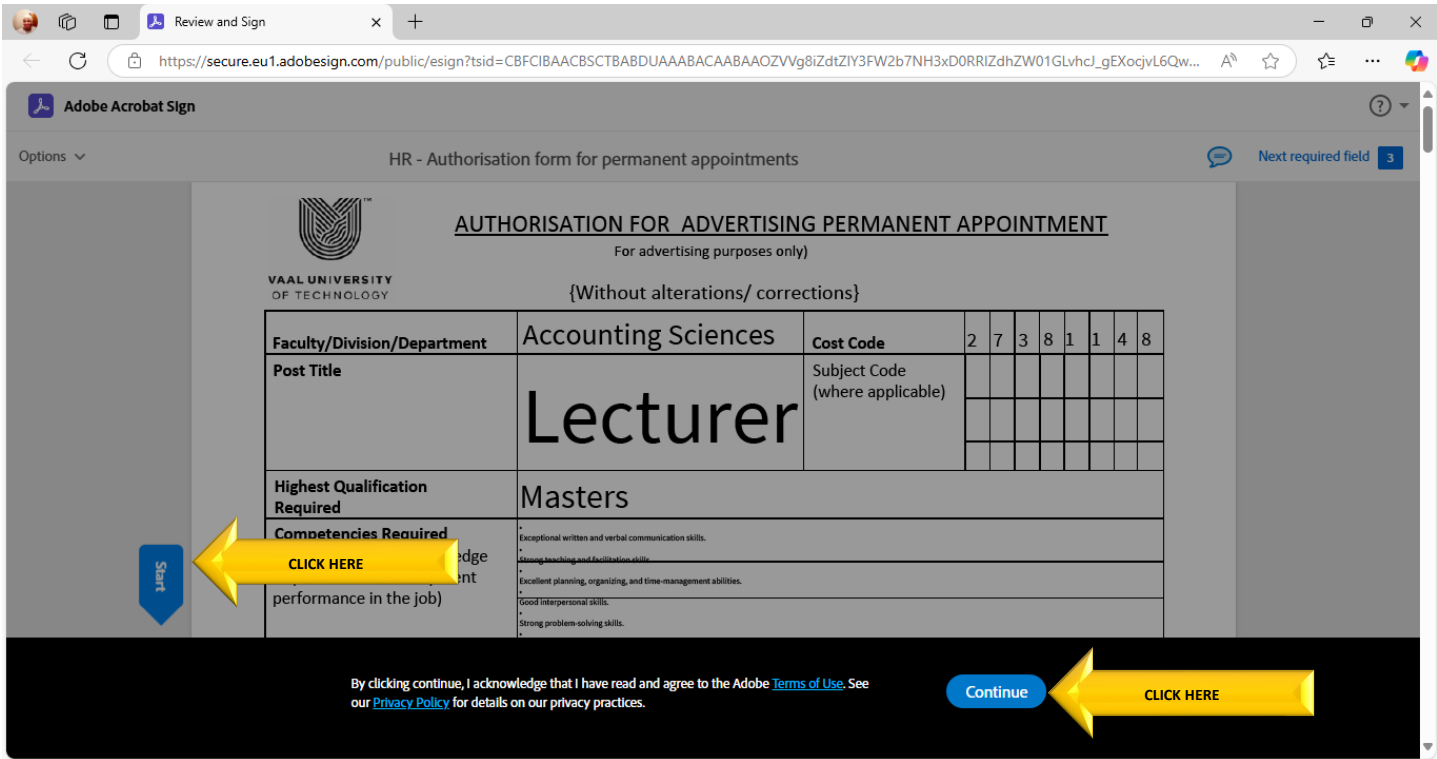 Review and Sign
https://secure.eu1.adobesign.com/public/esign?tsid=CBFCIBAACBSCTBABDUAAABACAABAAOZVVg8iZdtZIY3FW2b7NH3xD0RRIZdhZW01GLvhcJ_gEXocjvL6Qw...
Adobe Acrobat Sign
Options
HR - Authorisation form for permanent appointments
Next required field 3
VAAL UNIVERSITY
OF TECHNOLOGY
AUTHORISATION FOR ADVERTISING PERMANENT APPOINTMENT
For advertising purposes only)
{Without alterations/ corrections}
Faculty/Division/Department
Accounting Sciences
Cost Code
2 7 3 8 1 1 4 8
Post Title
Lecturer
Subject Code
(where applicable)
Highest Qualification
Required
Masters
Competencies Required
edge
ent
performance in the job)
Exceptional written and verbal communication skills.
Strong teaching and facilitation skills.
Excellent planning, organizing, and time-management abilities.
Good interpersonal skills.
Strong problem-solving skills.
Start
CLICK HERE
By clicking continue, I acknowledge that I have read and agree to the Adobe Terms of Use. See
our Privacy Policy for details on our privacy practices.
Continue
CLICK HERE